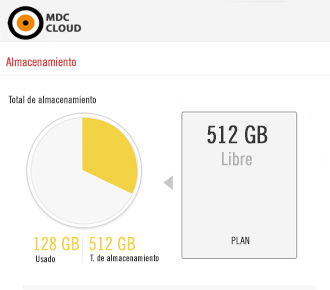 MDC
CLOUD
Almacenamiento
Total de almacenamiento
512 GB
Libre
PLAN
128 GB
Usado
512 GB
T. de almacenamiento